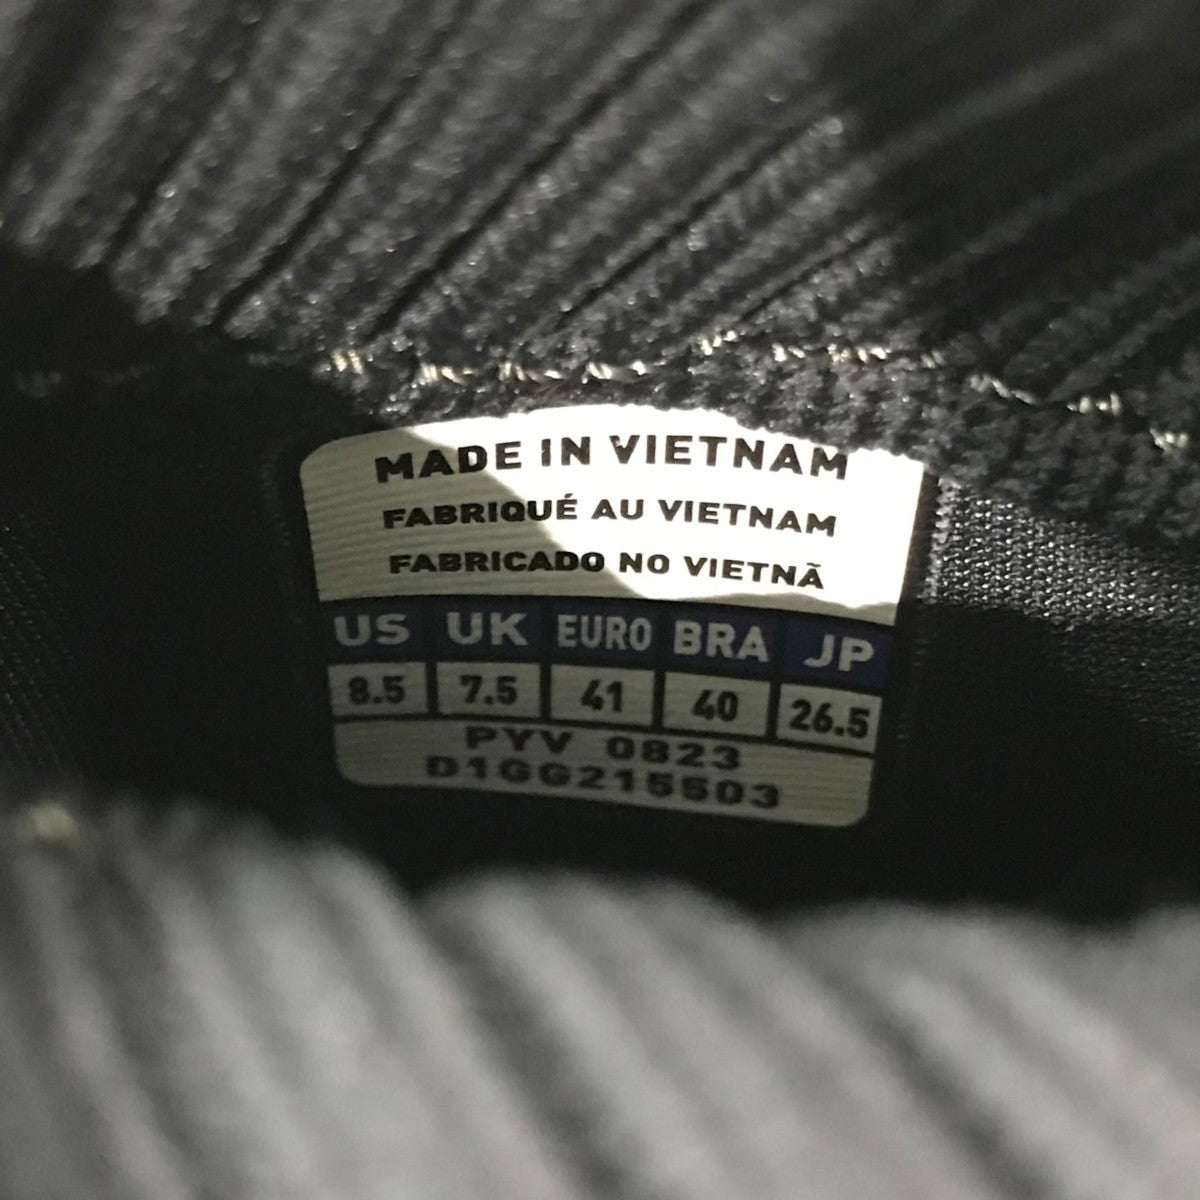 MADE IN VIETNAM
FABRIQUÉ AU VIETNAM
FABRICADO NO VIETNÃ
US UK EURO BRA JP
8.5 7.5 41 40 26.5
PYV 0823
D1GG215503